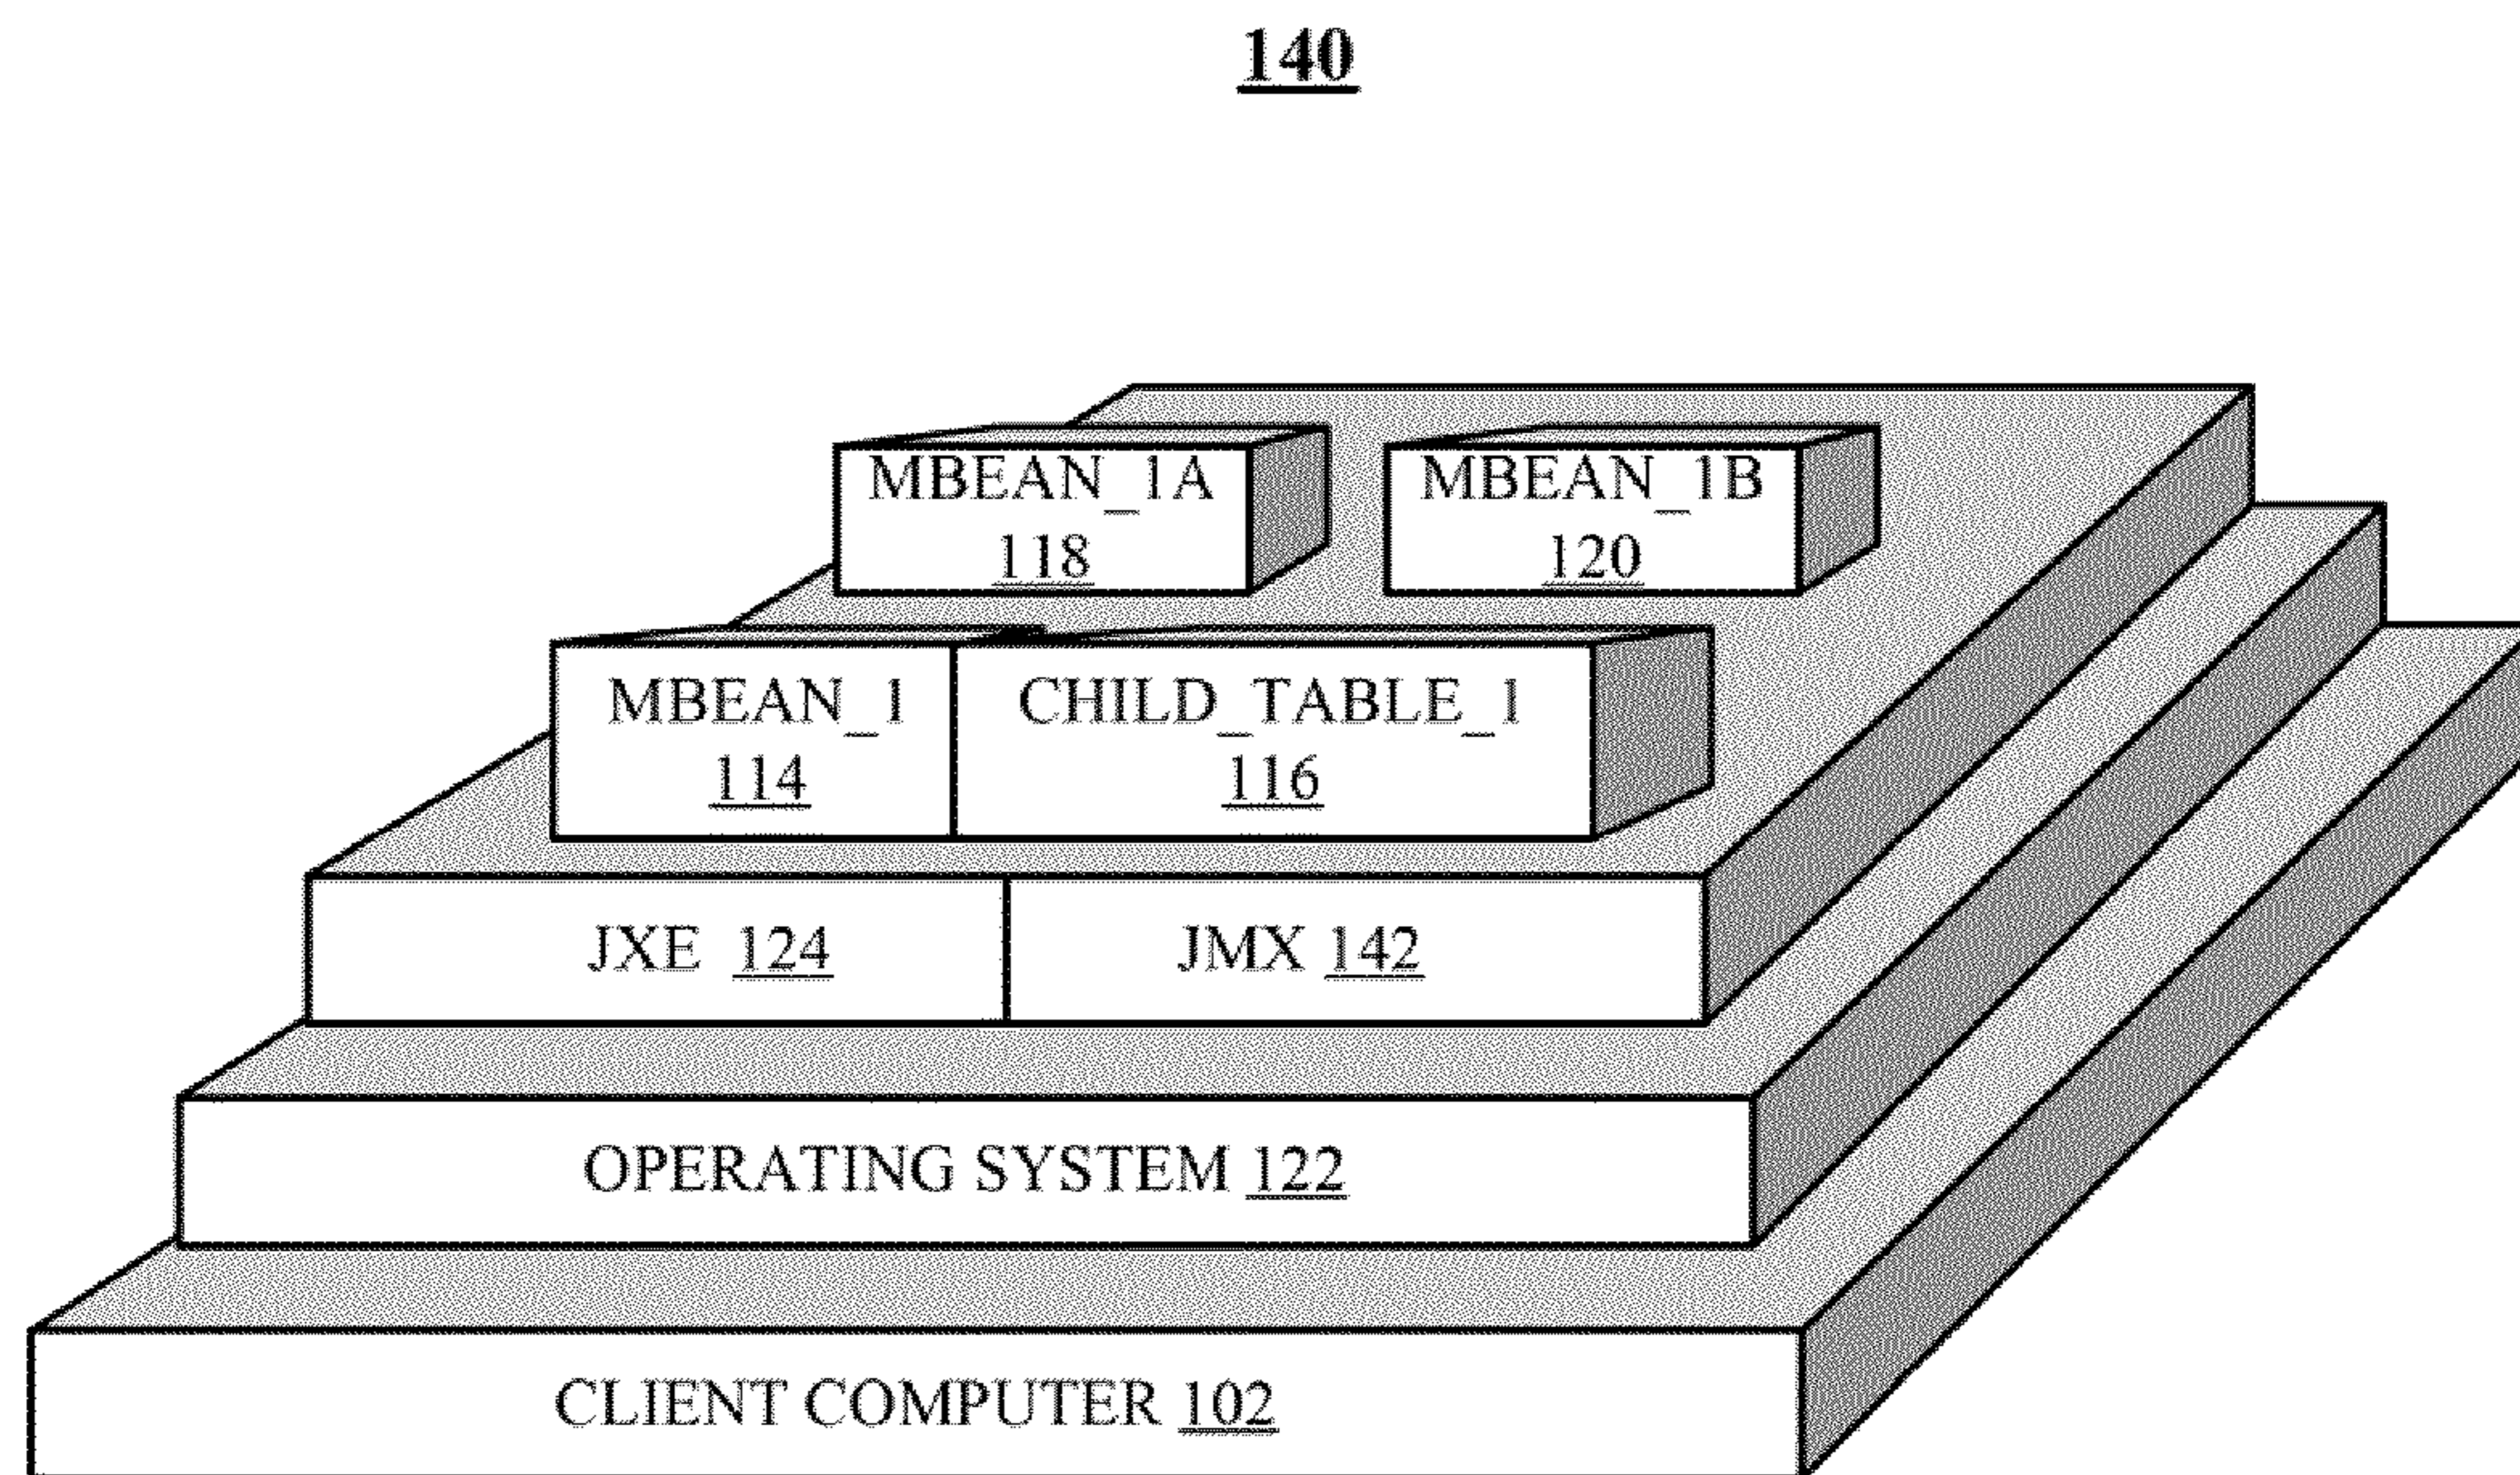 140
MBEAN_1A
118
MBEAN_1B
120
MBEAN_1
114
CHILD_TABLE_1
116
JXE 124
JMX 142
OPERATING SYSTEM 122
CLIENT COMPUTER 102